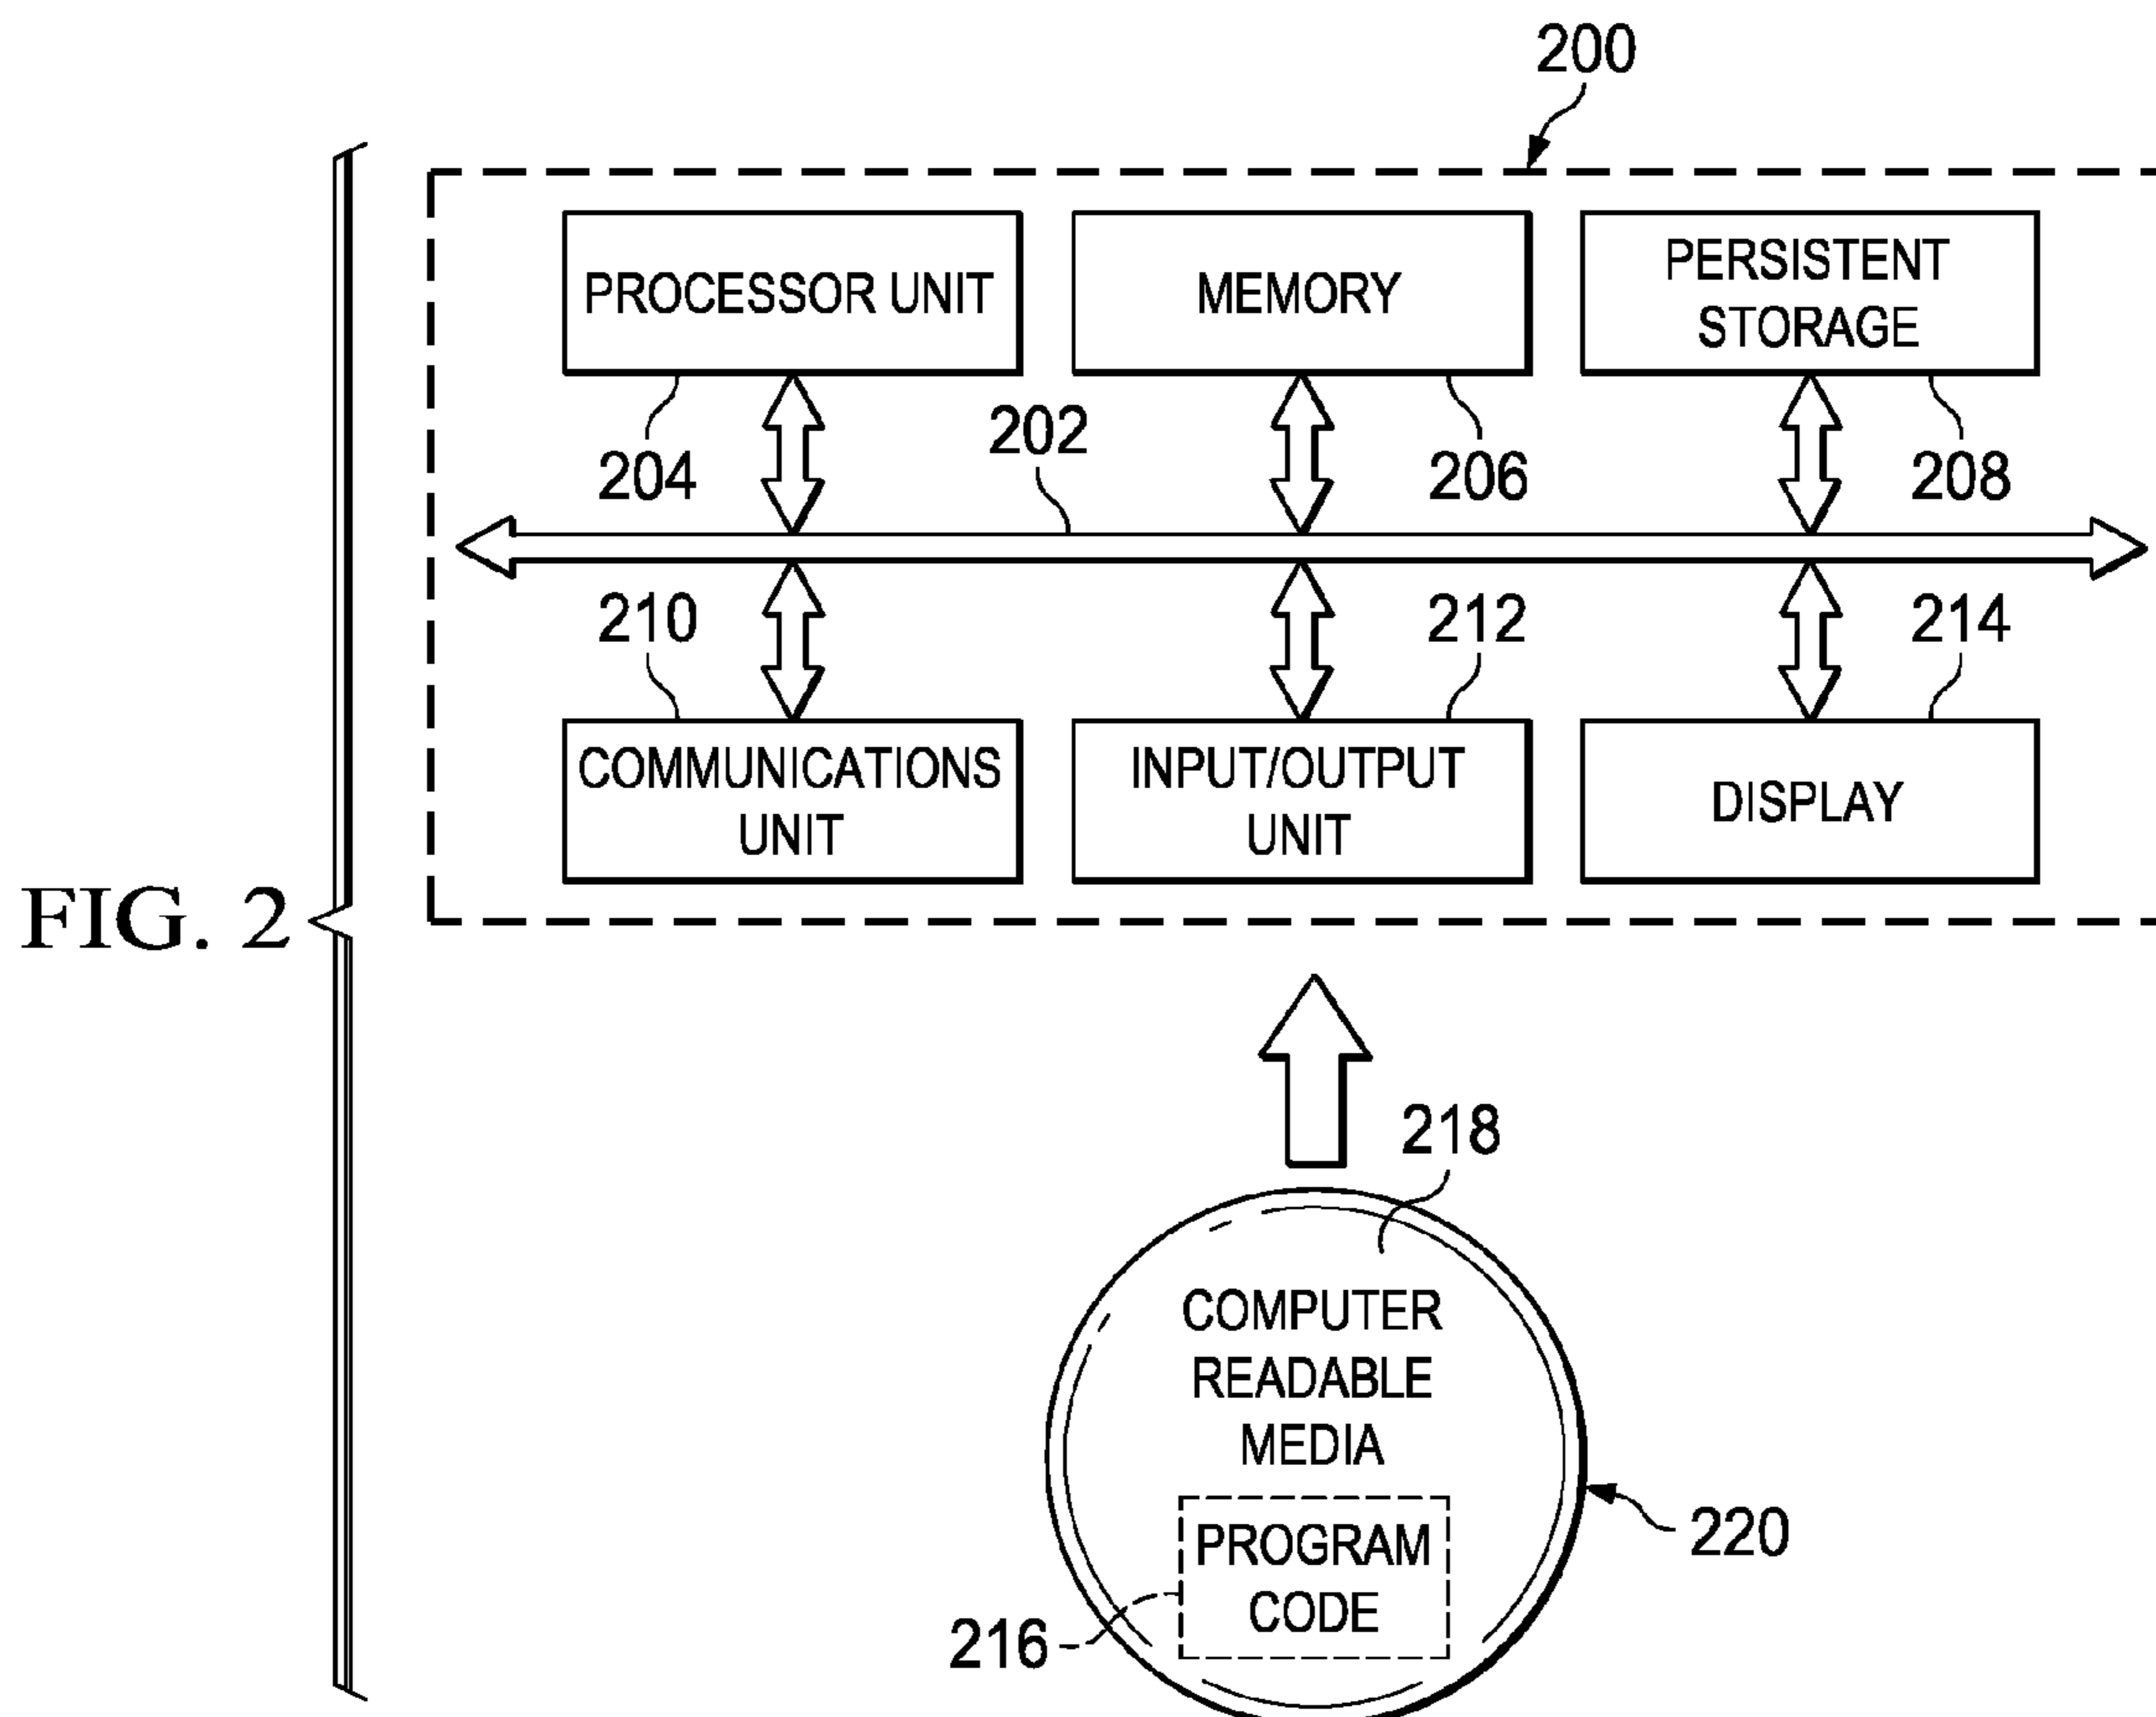 200
PROCESSOR UNIT
MEMORY
PERSISTENT
STORAGE
204
202
206
208
210
212
214
COMMUNICATIONS
UNIT
INPUT/OUTPUT
UNIT
DISPLAY
FIG. 2
218
COMPUTER
READABLE
MEDIA
220
PROGRAM
CODE
216